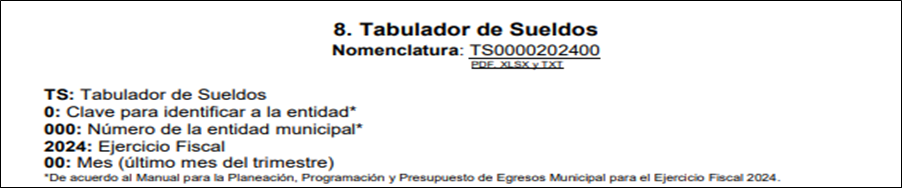 8. Tabulador de Sueldos
Nomenclatura: TS0000202400
PDF, XLSX y TXT
TS: Tabulador de Sueldos
0: Clave para identificar a la entidad*
000: Número de la entidad municipal*
2024: Ejercicio Fiscal
00: Mes (último mes del trimestre)
*De acuerdo al Manual para la Planeación, Programación y Presupuesto de Egresos Municipal para el Ejercicio Fiscal 2024.